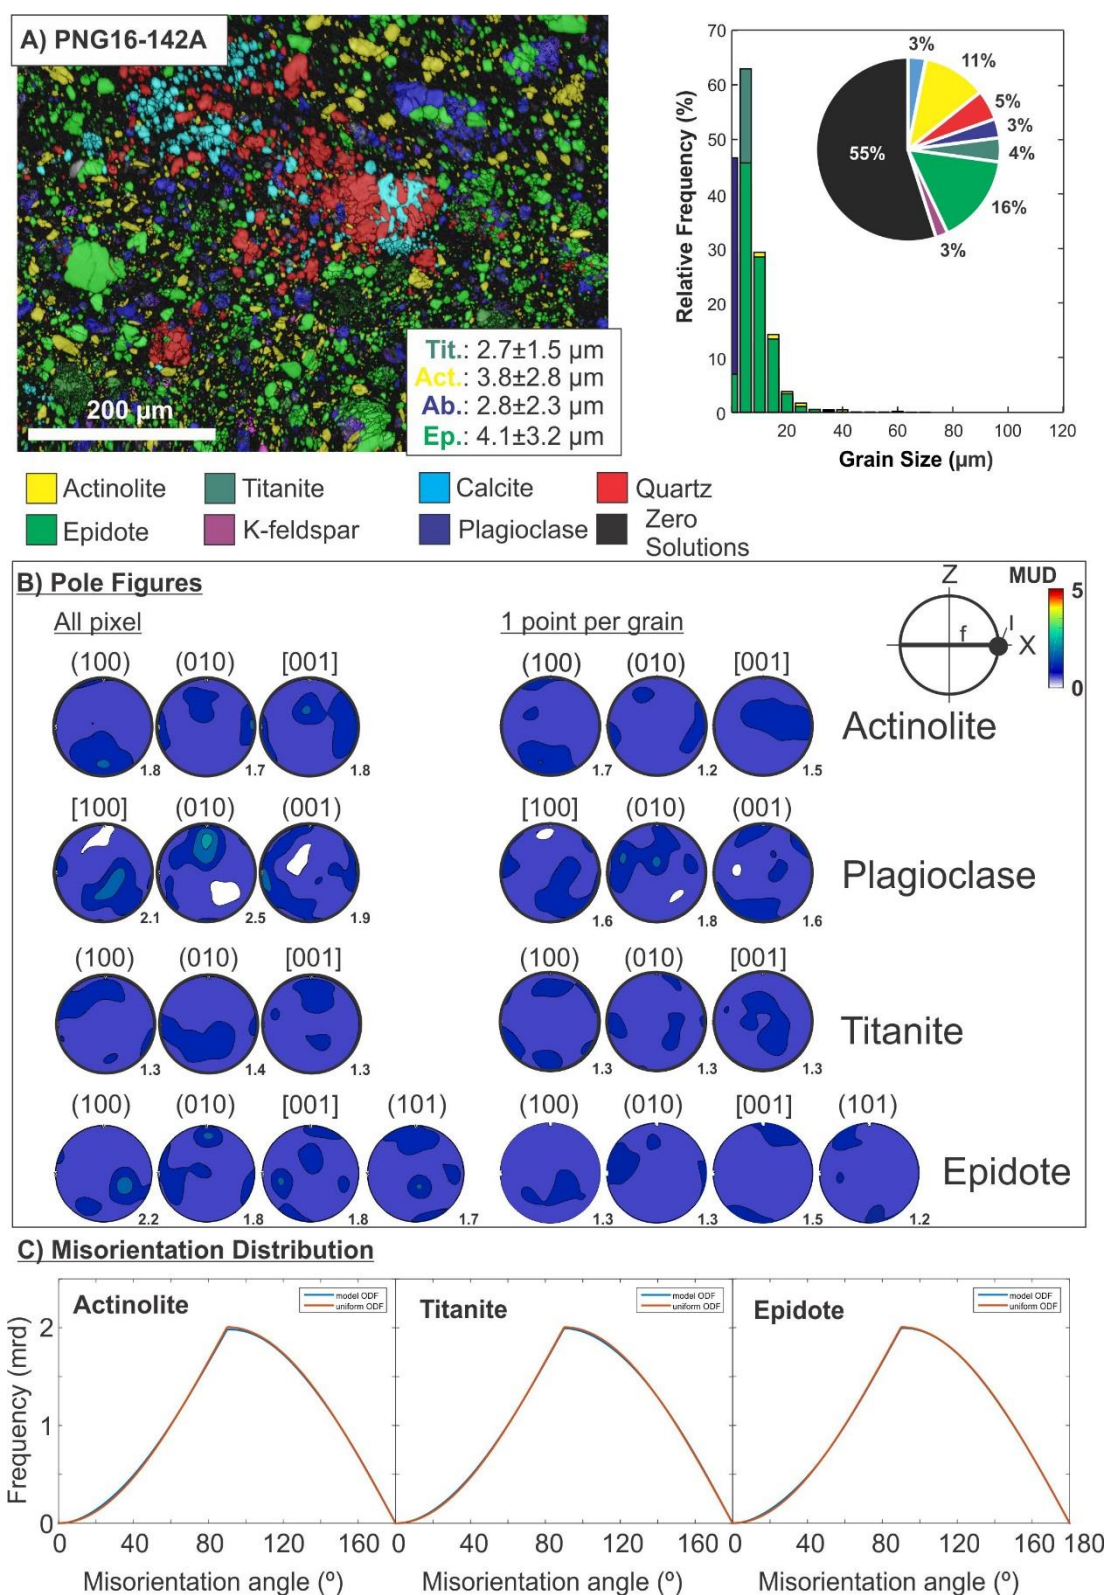 A) PNG16-142A
200 µm
Tit.: 2.7±1.5 µm
Act.: 3.8±2.8 µm
Ab.: 2.8±2.3 µm
Ep.: 4.1±3.2 µm
Relative Frequency (%)
70
60
50
40
30
20
10
0
20 40 60 80 100 120
Grain Size (µm)
3%
11%
5%
3%
4%
16%
3%
55%
Actinolite Titanite Calcite Quartz
Epidote K-feldspar Plagioclase Zero
Solutions
B) Pole Figures
Z
X
f
l
MUD
5
0
All pixel
1 point per grain
(100) (010) [001] (100) (010) [001]
Actinolite
1.8 1.7 1.8 1.7 1.2 1.5
[100] (010) (001) [100] (010) (001)
Plagioclase
2.1 2.5 1.9 1.6 1.8 1.6
(100) (010) [001] (100) (010) [001]
Titanite
1.3 1.4 1.3 1.3 1.3 1.3
(100) (010) [001] (101) (100) (010) [001] (101)
Epidote
2.2 1.8 1.8 1.7 1.3 1.3 1.5 1.2
C) Misorientation Distribution
Actinolite
model ODF
uniform ODF
Titanite
model ODF
uniform ODF
Epidote
model ODF
uniform ODF
Frequency (mrd)
2
1
0
0 40 80 120 160 0 40 80 120 160 0 40 80 120 160 180
Misorientation angle (º) Misorientation angle (º) Misorientation angle (º)